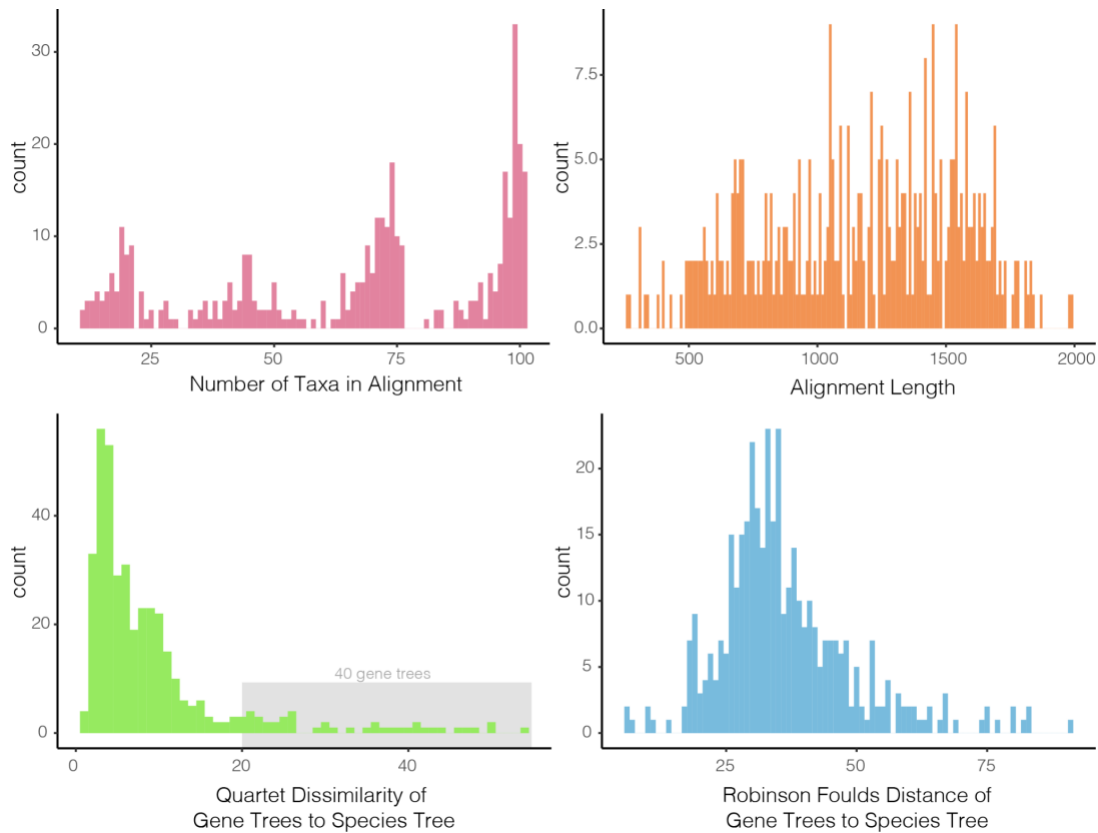 30
20
10
0
count
25
50
75
100
Number of Taxa in Alignment
7.5
5.0
2.5
0.0
count
500
1000
1500
2000
Alignment Length
40
20
0
count
40 gene trees
0
20
40
Quartet Dissimilarity of
Gene Trees to Species Tree
20
15
10
5
0
count
25
50
75
Robinson Foulds Distance of
Gene Trees to Species Tree